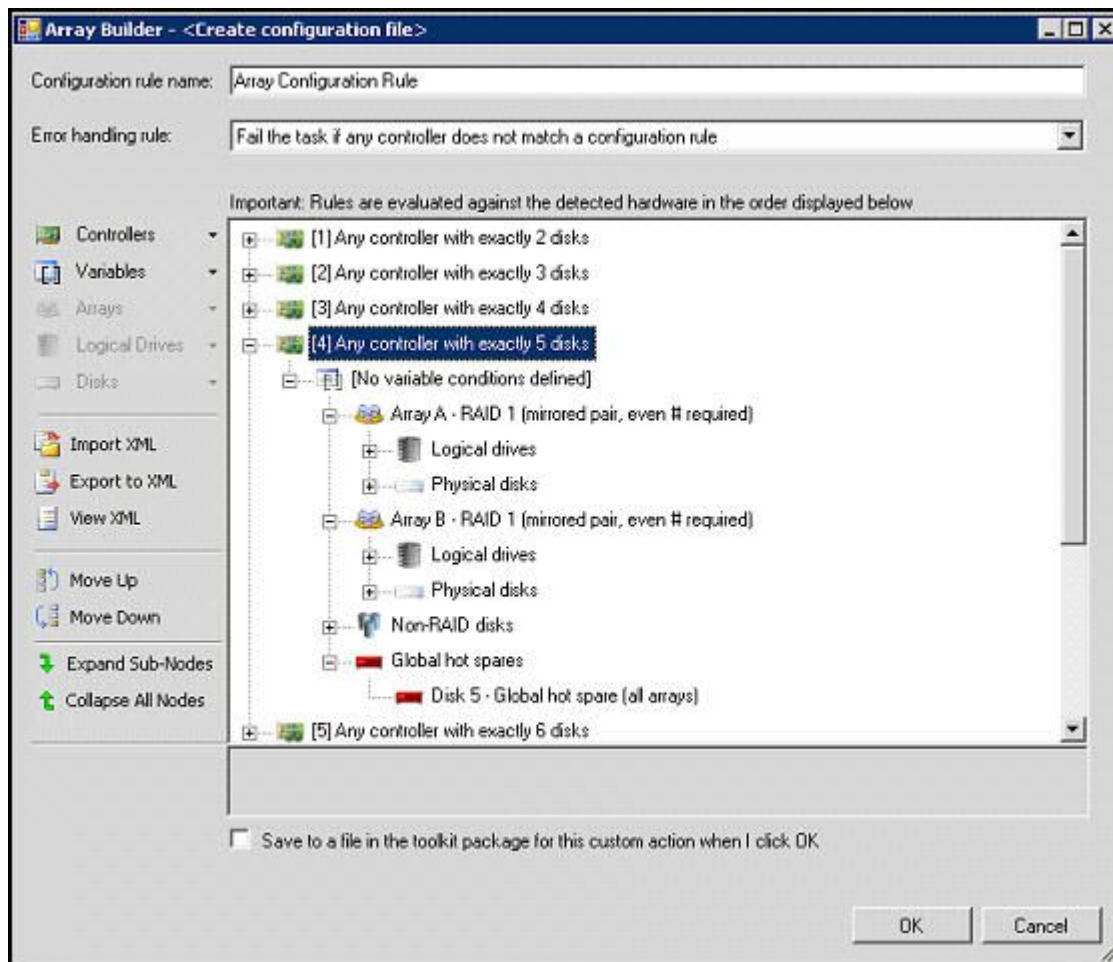 Array Builder - <Create configuration file>
Configuration rule name: Array Configuration Rule
Error handling rule: Fail the task if any controller does not match a configuration rule
Important: Rules are evaluated against the detected hardware in the order displayed below
Controllers
Variables
Arrays
Logical Drives
Disks
Import XML
Export to XML
View XML
Move Up
Move Down
Expand Sub-Nodes
Collapse All Nodes
[1] Any controller with exactly 2 disks
[2] Any controller with exactly 3 disks
[3] Any controller with exactly 4 disks
[4] Any controller with exactly 5 disks
[No variable conditions defined]
Array A - RAID 1 (mirrored pair, even # required)
Logical drives
Physical disks
Array B - RAID 1 (mirrored pair, even # required)
Logical drives
Physical disks
Non-RAID disks
Global hot spares
Disk 5 - Global hot spare (all arrays)
[5] Any controller with exactly 6 disks
Save to a file in the toolkit package for this custom action when I click OK
OK
Cancel